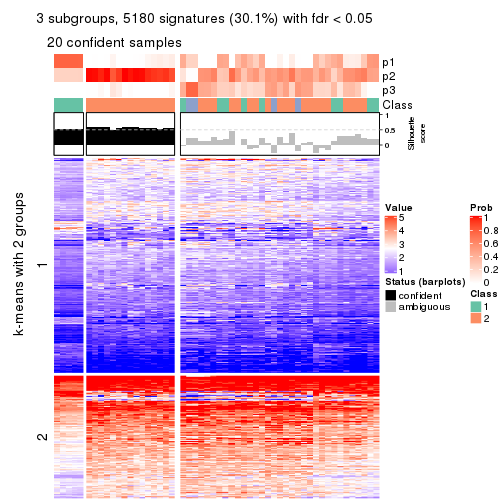 3 subgroups, 5180 signatures (30.1%) with fdr < 0.05
20 confident samples
p1
p2
p3
Class
1
0.5
0
Silhouette
score
k-means with 2 groups
1
2
Value
5
4
3
2
1
Status (barplots)
confident
ambiguous
Prob
1
0.8
0.6
0.4
0.2
0
Class
1
2